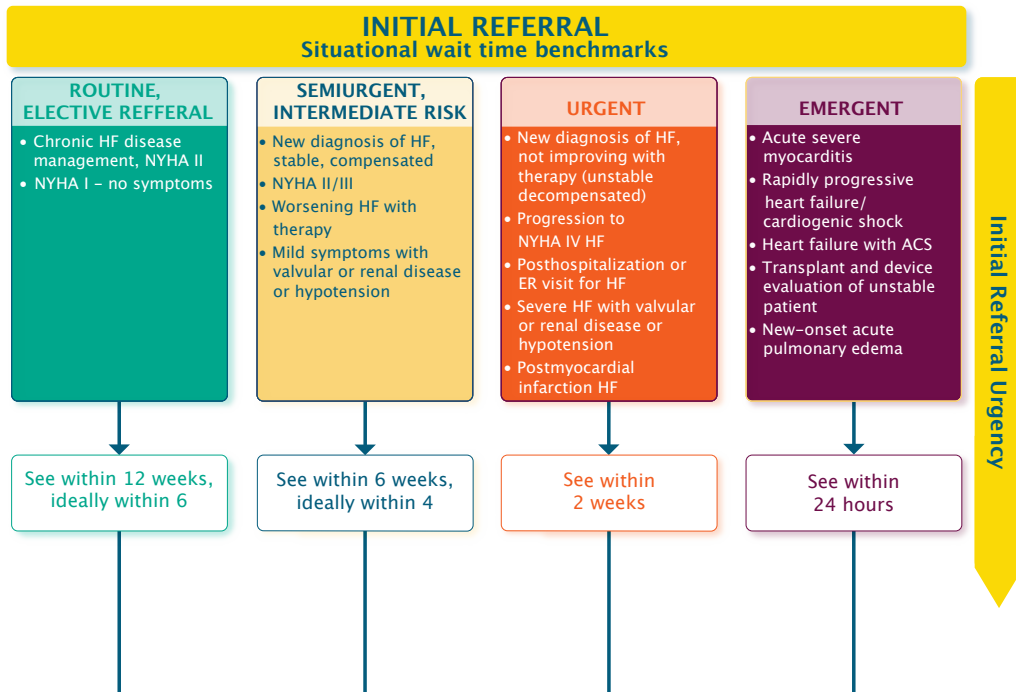 INITIAL REFERRAL
Situational wait time benchmarks
ROUTINE,
ELECTIVE REFFERAL
• Chronic HF disease
management, NYHA II
• NYHA I – no symptoms
See within 12 weeks,
ideally within 6
SEMIURGENT,
INTERMEDIATE RISK
• New diagnosis of HF,
stable, compensated
• NYHA II/III
• Worsening HF with
therapy
• Mild symptoms with
valvular or renal disease
or hypotension
See within 6 weeks,
ideally within 4
URGENT
• New diagnosis of HF,
not improving with
therapy (unstable
decompensated)
• Progression to
NYHA IV HF
• Posthospitalization or
ER visit for HF
• Severe HF with valvular
or renal disease or
hypotension
• Postmyocardial
infarction HF
See within
2 weeks
EMERGENT
• Acute severe
myocarditis
• Rapidly progressive
heart failure/
cardiogenic shock
• Heart failure with ACS
• Transplant and device
evaluation of unstable
patient
• New-onset acute
pulmonary edema
See within
24 hours
Initial Referral Urgency